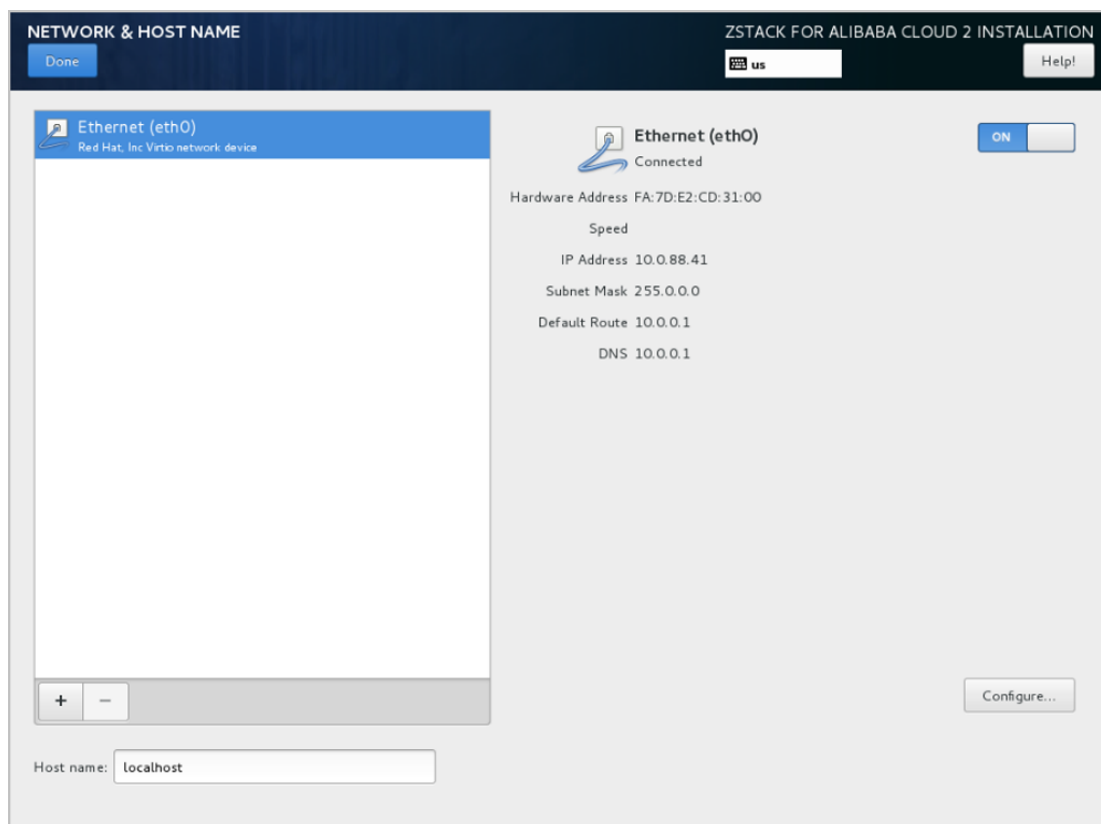 NETWORK & HOST NAME
ZSTACK FOR ALIBABA CLOUD 2 INSTALLATION
Done
us
Help!
Ethernet (eth0)
Red Hat, Inc Virtio network device
Ethernet (eth0)
Connected
ON
Hardware Address FA:7D:E2:CD:31:00
Speed
IP Address 10.0.88.41
Subnet Mask 255.0.0.0
Default Route 10.0.0.1
DNS 10.0.0.1
+ −
Configure...
Host name: localhost